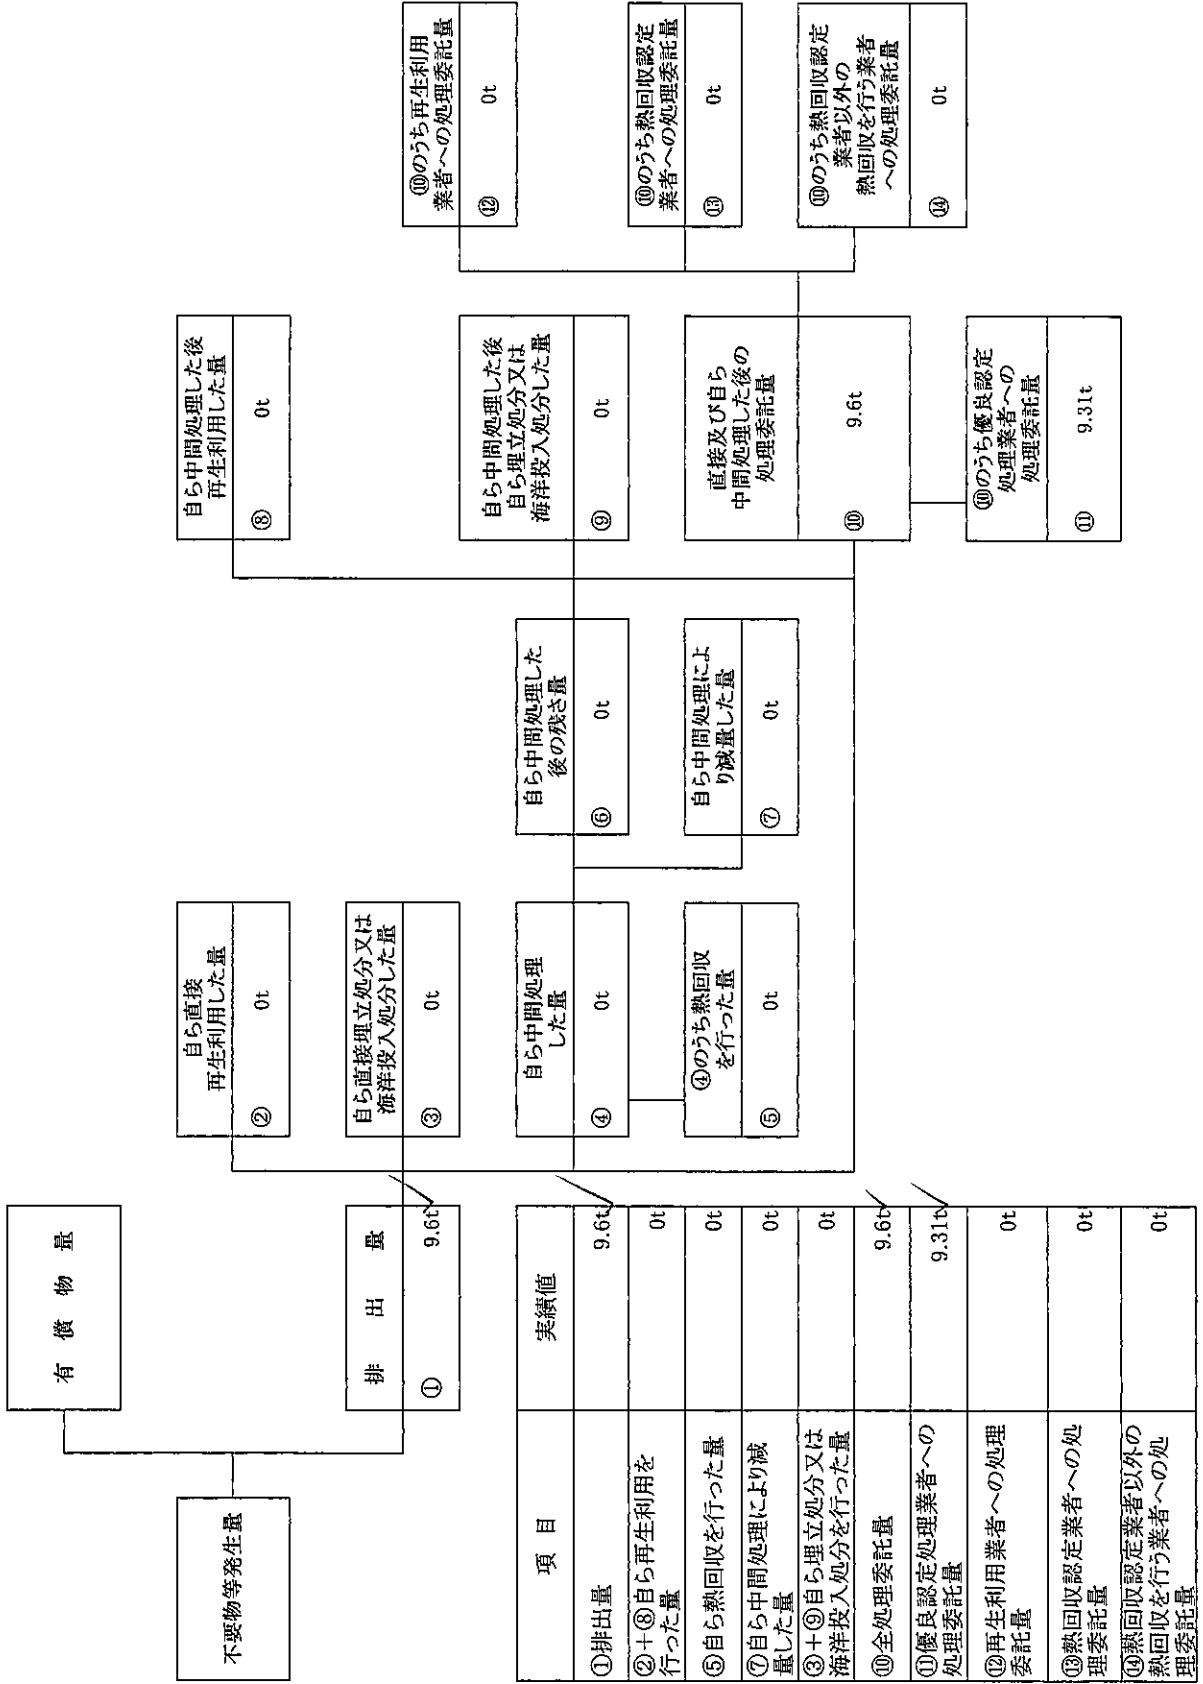 不要物等発生量
有 償 物 量
排 出 量
① 9.6t
自ら直接
再生利用した量
② 0t
自ら直接埋立処分又は
海洋投入処分した量
③ 0t
自ら中間処理
した量
④ 0t
④のうち熱回収
を行った量
⑤ 0t
自ら中間処理した
後の残さ量
⑥ 0t
自ら中間処理によ
り減量した量
⑦ 0t
自ら中間処理した後
再生利用した量
⑧ 0t
自ら中間処理した後
自ら埋立処分又は
海洋投入処分した量
⑨ 0t
直接及び自ら
中間処理した後の
処理委託量
⑩ 9.6t
⑩のうち優良認定
処理業者への
処理委託量
⑪ 9.31t
⑩のうち再生利用
業者への処理委託量
⑫ 0t
⑩のうち熱回収認定
業者への処理委託量
⑬ 0t
⑩のうち熱回収認定
業者以外の
熱回収を行う業者
への処理委託量
⑭ 0t
項 目 実績値
①排出量 9.6t
②+⑧自ら再生利用を
行った量 0t
⑤自ら熱回収を行った量 0t
⑦自ら中間処理により減
量した量 0t
③+⑨自ら埋立処分又は
海洋投入処分を行った量 0t
⑩全処理委託量 9.6t
⑪優良認定処理業者への
処理委託量 9.31t
⑫再生利用業者への処理
委託量 0t
⑬熱回収認定業者への処
理委託量 0t
⑭熱回収認定業者以外の
熱回収を行う業者への処
理委託量 0t